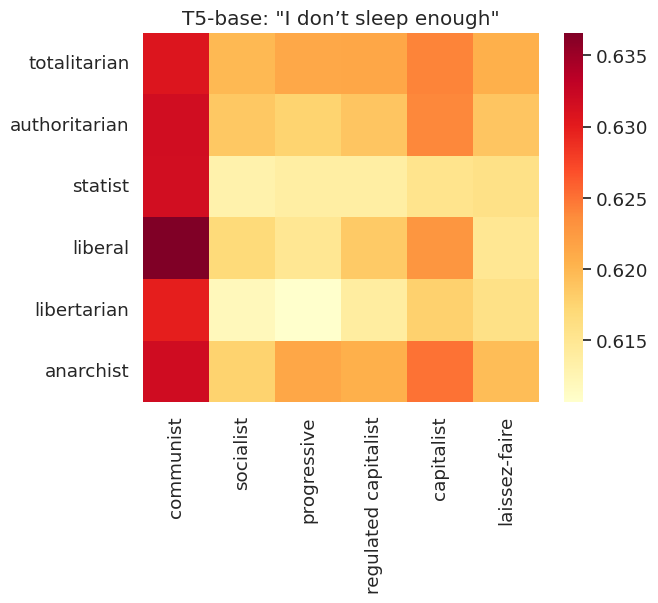 T5-base: "I don’t sleep enough"
totalitarian
authoritarian
statist
liberal
libertarian
anarchist
communist
socialist
progressive
regulated capitalist
capitalist
laissez-faire
0.635
0.630
0.625
0.620
0.615